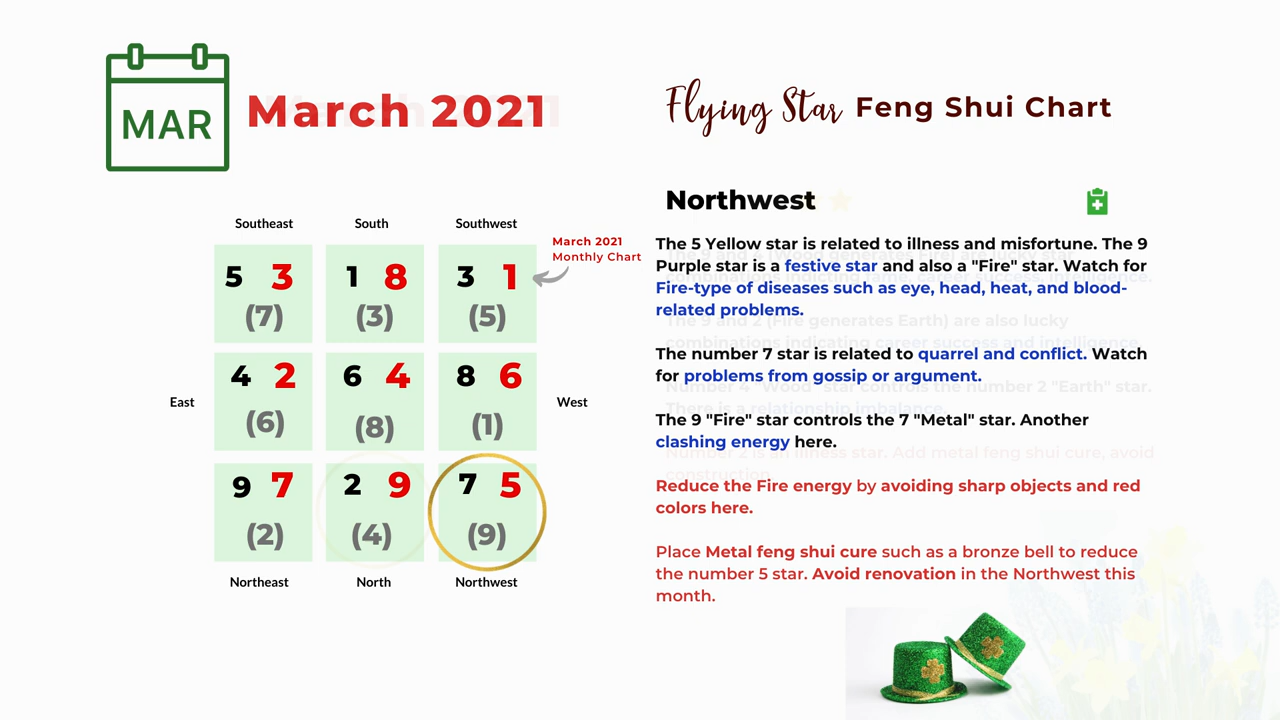 MAR
March 2021
Flying Star Feng Shui Chart
Southeast South Southwest
5 3 1 8 3 1
(7) (3) (5)
March 2021
Monthly Chart
East
4 2 6 4 8 6
(6) (8) (1)
West
9 7 2 9 7 5
(2) (4) (9)
Northeast North Northwest
Northwest
The 5 Yellow star is related to illness and misfortune. The 9
Purple star is a festive star and also a "Fire" star. Watch for
Fire-type of diseases such as eye, head, heat, and blood-
related problems.
The number 7 star is related to quarrel and conflict. Watch
for problems from gossip or argument.
The 9 "Fire" star controls the 7 "Metal" star. Another
clashing energy here.
Reduce the Fire energy by avoiding sharp objects and red
colors here.
Place Metal feng shui cure such as a bronze bell to reduce
the number 5 star. Avoid renovation in the Northwest this
month.